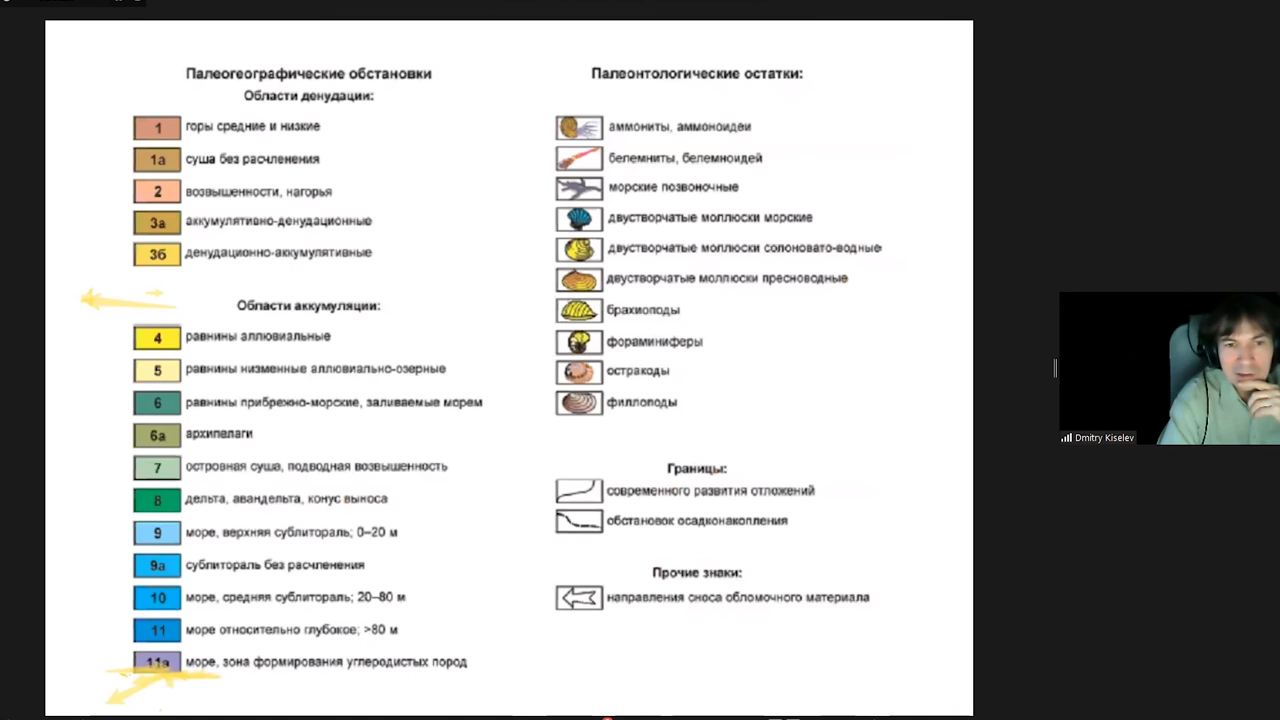 Палеогеографические обстановки
Области денудации:
1 горы средние и низкие
1а суша без расчленения
2 возвышенности, нагорья
3а аккумулятивно-денудационные
3б денудационно-аккумулятивные
Области аккумуляции:
4 равнины аллювиальные
5 равнины низменные аллювиально-озерные
6 равнины прибрежно-морские, заливаемые морем
6а архипелаги
7 островная суша, подводная возвышенность
8 дельта, авандельта, конус выноса
9 море, верхняя сублитораль; 0–20 м
9а сублитораль без расчленения
10 море, средняя сублитораль; 20–80 м
11 море относительно глубокое; >80 м
11а море, зона формирования углеродистых пород
Палеонтологические остатки:
аммониты, аммоноидеи
белемниты, белемноидей
морские позвоночные
двустворчатые моллюски морские
двустворчатые моллюски солоновато-водные
двустворчатые моллюски пресноводные
брахиоподы
фораминиферы
остракоды
филлоподы
Границы:
современного развития отложений
обстановок осадконакопления
Прочие знаки:
направления сноса обломочного материала
Dmitry Kiselev